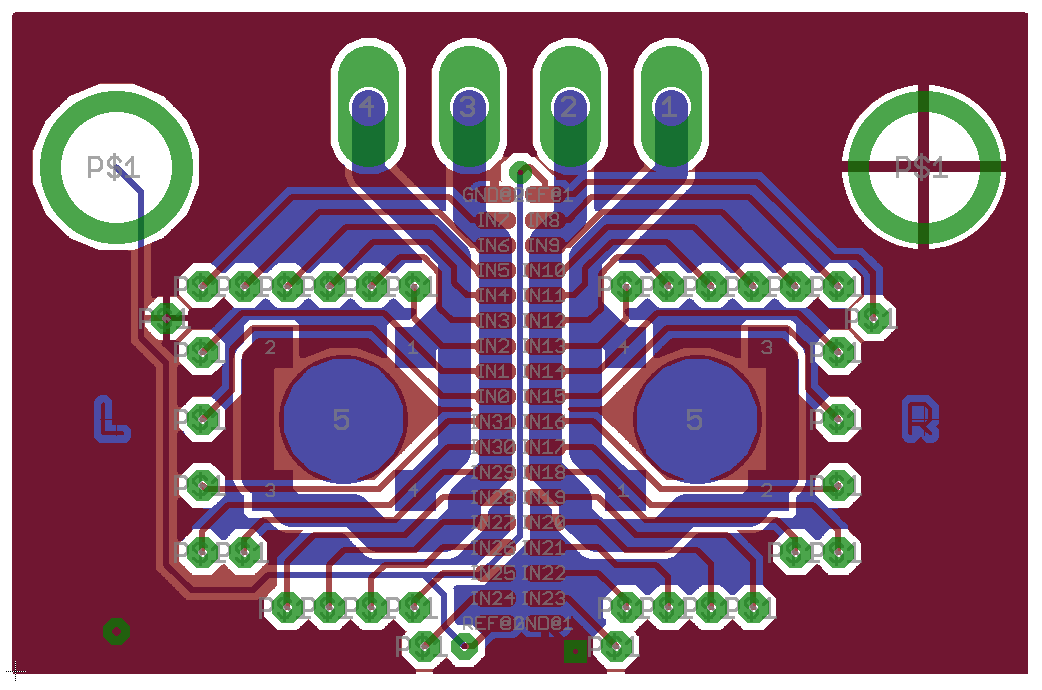 4 3 2 1
P$1 P$1
GND@2 REF@1
IN7 IN8
IN6 IN9
IN5 IN10
P$1 P$1 P$1 P$1
IN4 IN11
P$1 IN3 IN12 P$1
2 1 IN2 IN13 4 3
P$1 P$1
IN1 IN14
IN0 IN15
L P$1 5 IN31 IN16 5 P$1 R
IN30 IN17
IN29 IN18
P$1 3 4 IN28 IN19 1 2 P$1
IN27 IN20
P$1 P$1 IN26 IN21 P$1 P$1
IN25 IN22
IN24 IN23
P$1 P$1 P$1 P$1
REF@2 GND@1
P$1 P$1